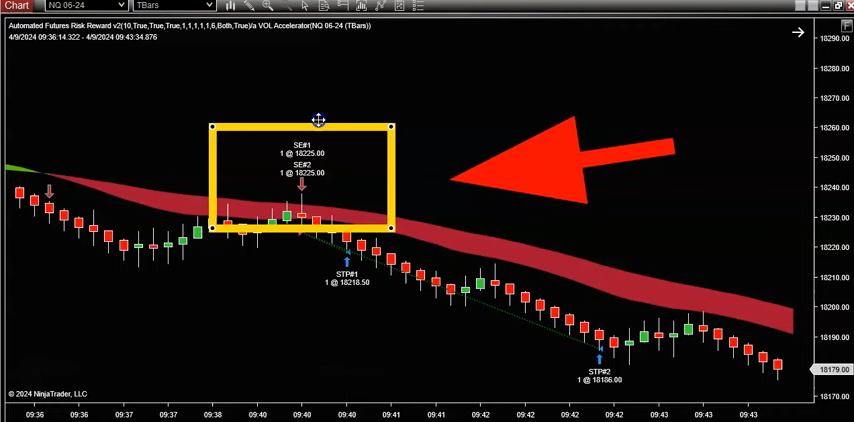 Chart
NQ 06-24
TBars
Automated Futures Risk Reward v2(10,True,True,True,1,1,1,1,1,6,Both,True)/a VOL Accelerator(NQ 06-24 (TBars))
4/9/2024 09:36:14.322 - 4/9/2024 09:43:34.876
F
18290.00
18280.00
18270.00
18260.00
18250.00
18240.00
18230.00
18220.00
18210.00
18200.00
18190.00
18179.00
18170.00
SE#1
1 @ 18225.00
SE#2
1 @ 18225.00
STP#1
1 @ 18218.50
STP#2
1 @ 18186.00
© 2024 NinjaTrader, LLC
09:36 09:36 09:37 09:37 09:38 09:40 09:40 09:40 09:41 09:41 09:42 09:42 09:42 09:42 09:43 09:43 09:43